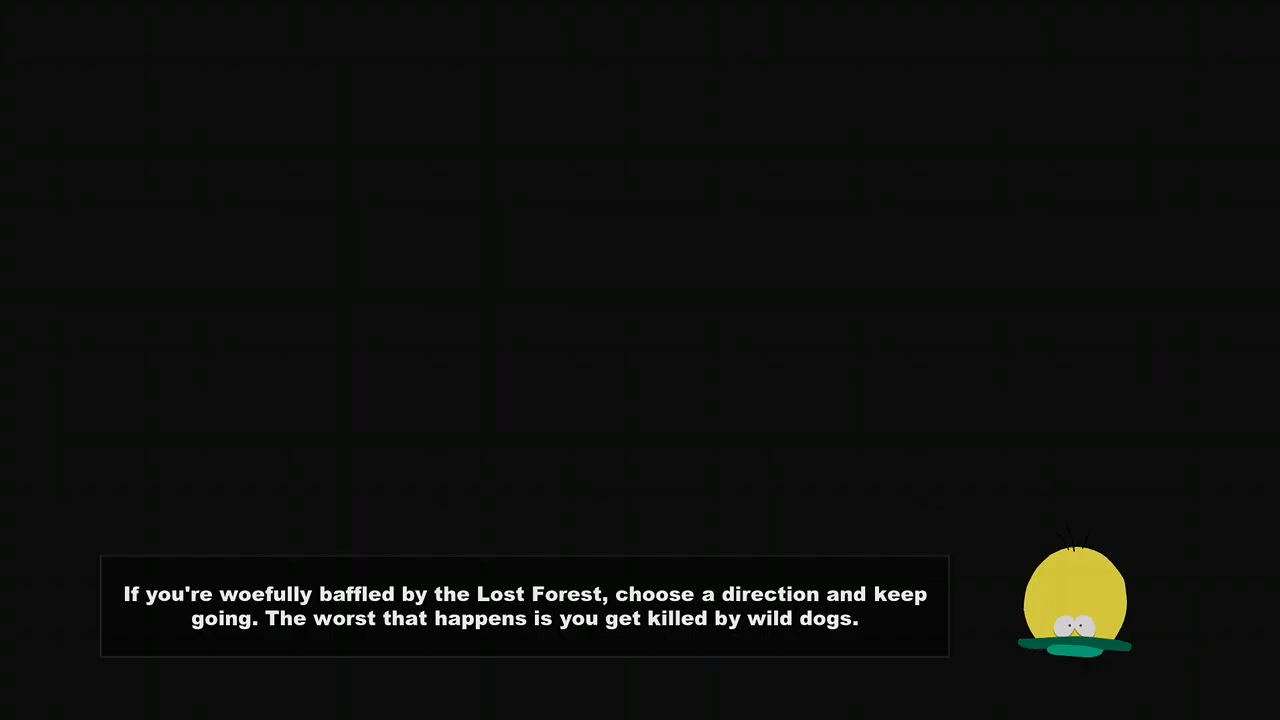 If you're woefully baffled by the Lost Forest, choose a direction and keep
going. The worst that happens is you get killed by wild dogs.